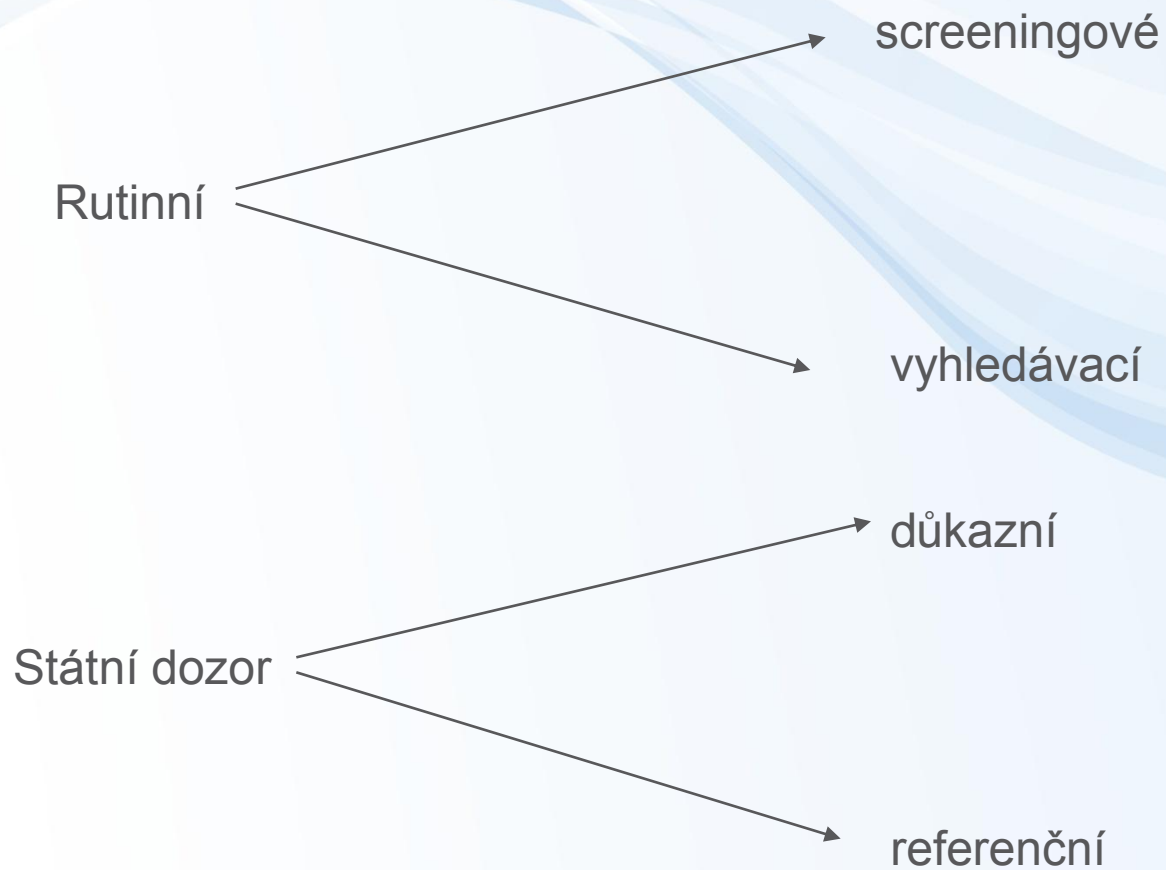 screeningové
Rutinní
vyhledávací
důkazní
Státní dozor
referenční